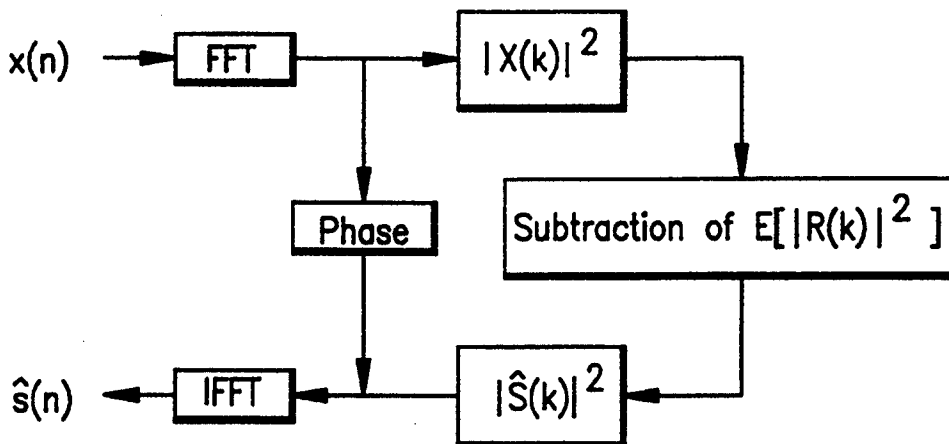 x(n)
FFT
|X(k)|²
Phase
Subtraction of E[|R(k)|² ]
ŝ(n)
IFFT
|Ŝ(k)|²